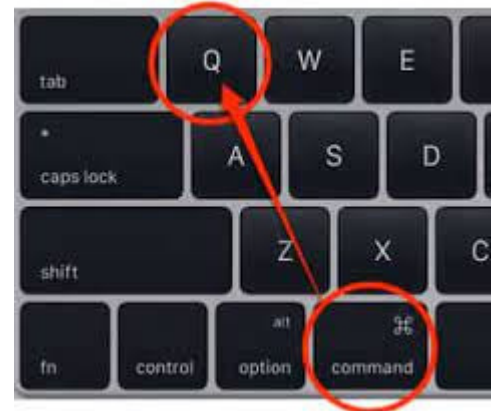 tab Q W E
caps lock A S D
shift Z X C
alt ⌘
fn control option command